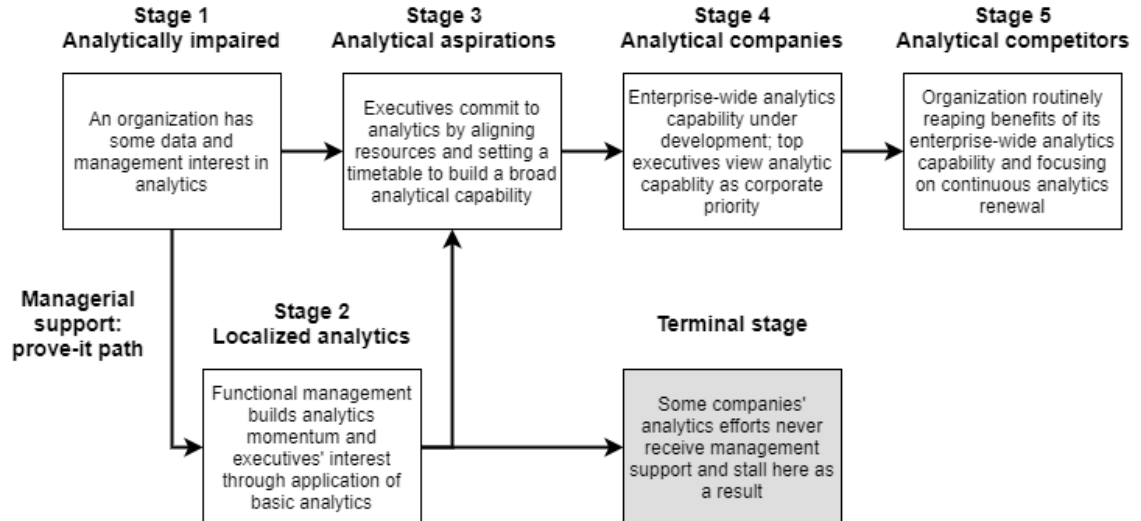 Stage 1
Analytically impaired
An organization has
some data and
management interest in
analytics
Stage 3
Analytical aspirations
Executives commit to
analytics by aligning
resources and setting a
timetable to build a broad
analytical capability
Stage 4
Analytical companies
Enterprise-wide analytics
capability under
development; top
executives view analytic
capablity as corporate
priority
Stage 5
Analytical competitors
Organization routinely
reaping benefits of its
enterprise-wide analytics
capability and focusing
on continuous analytics
renewal
Managerial
support:
prove-it path
Stage 2
Localized analytics
Functional management
builds analytics
momentum and
executives' interest
through application of
basic analytics
Terminal stage
Some companies'
analytics efforts never
receive management
support and stall here as
a result